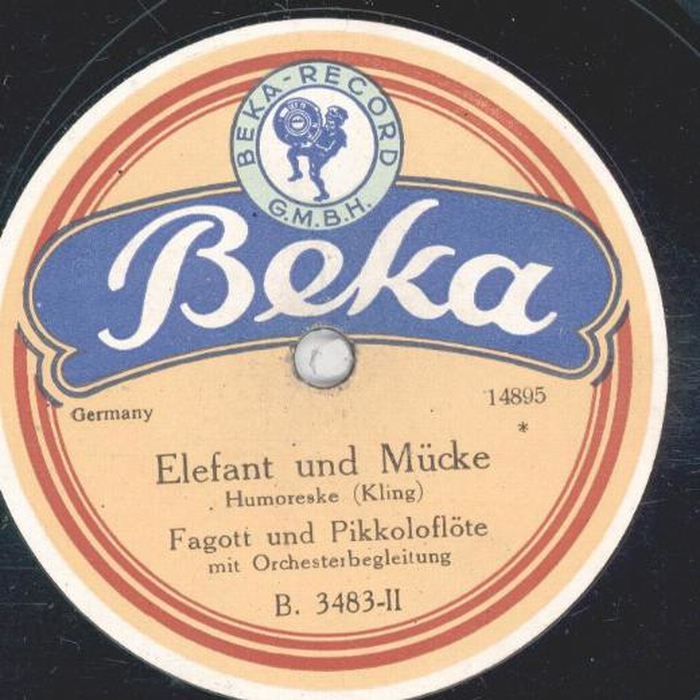 BEKA-RECORD
G.M.B.H.
Beka
Germany
14895
*
Elefant und Mücke
Humoreske (Kling)
Fagott und Pikkoloflöte
mit Orchesterbegleitung
B. 3483-II